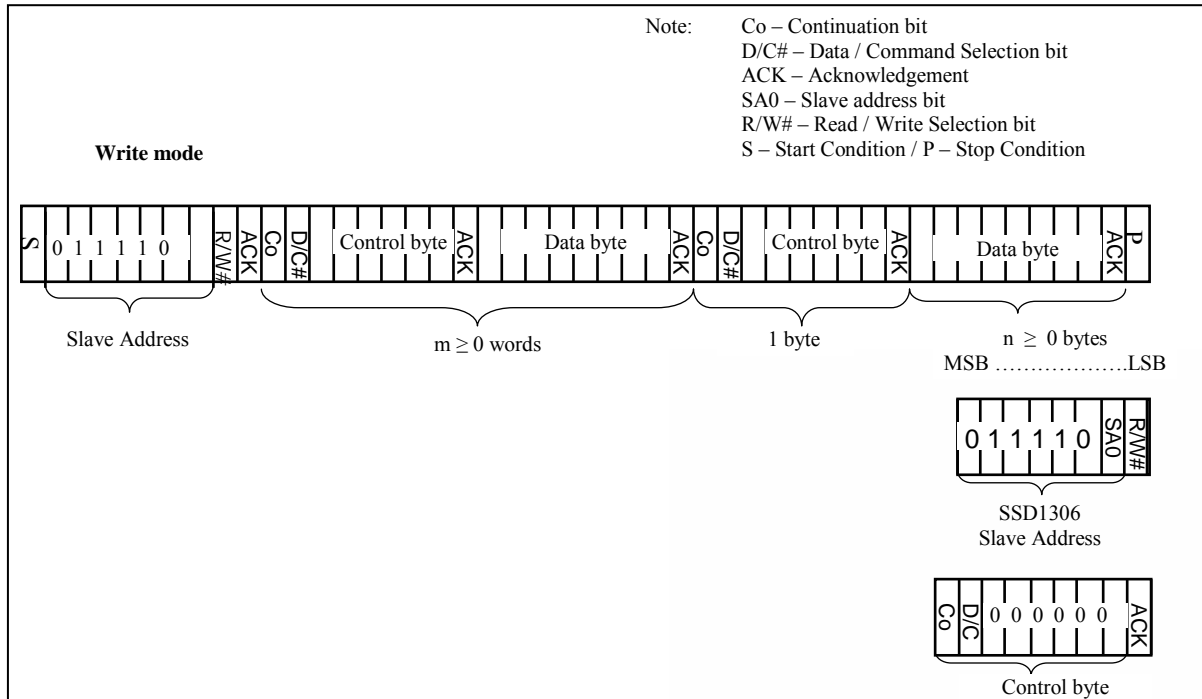 Note: Co – Continuation bit
D/C# – Data / Command Selection bit
ACK – Acknowledgement
SA0 – Slave address bit
R/W# – Read / Write Selection bit
S – Start Condition / P – Stop Condition
Write mode
S 0 1 1 1 1 0 R/W# ACK Co D/C# Control byte ACK Data byte ACK Co D/C# Control byte ACK Data byte ACK P
Slave Address m ≥ 0 words 1 byte n ≥ 0 bytes
MSB ………………….LSB
0 1 1 1 1 0 SA0 R/W#
SSD1306
Slave Address
Co D/C 0 0 0 0 0 0 ACK
Control byte